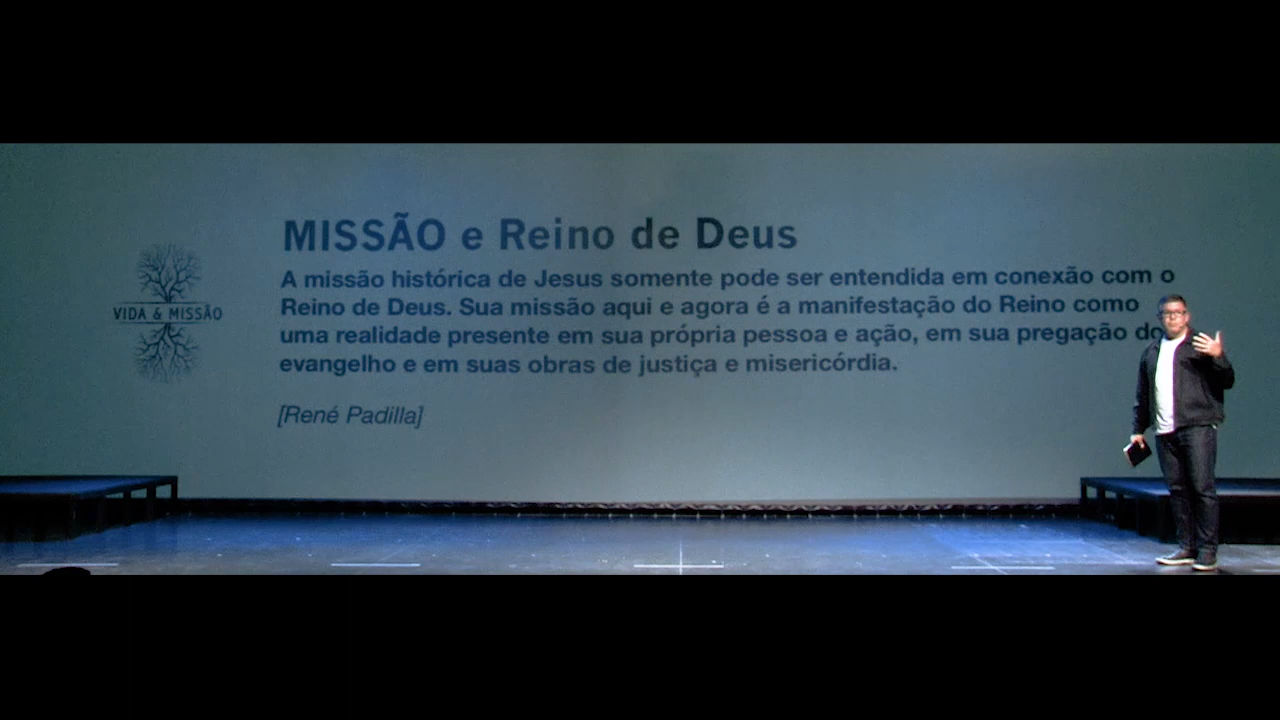 MISSÃO e Reino de Deus
A missão histórica de Jesus somente pode ser entendida em conexão com o
Reino de Deus. Sua missão aqui e agora é a manifestação do Reino como
uma realidade presente em sua própria pessoa e ação, em sua pregação do
evangelho e em suas obras de justiça e misericórdia.
[René Padilla]
VIDA & MISSÃO